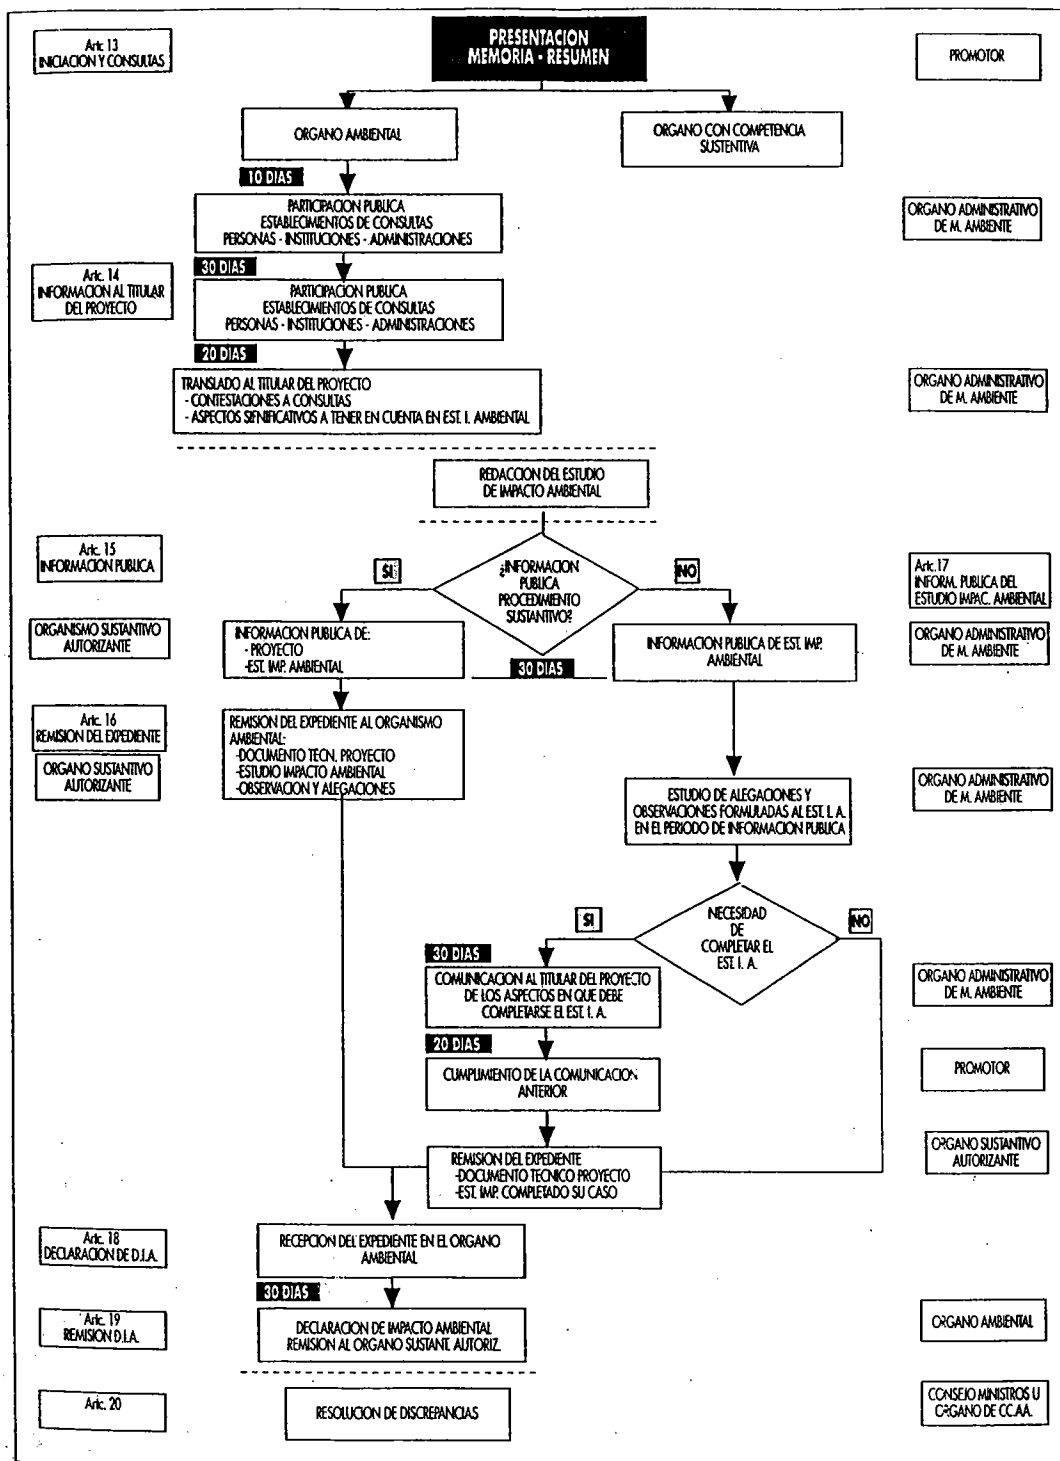 Artc 13
INICIACION Y CONSULTAS
PRESENTACION
MEMORIA - RESUMEN
PROMOTOR
ORGANO AMBIENTAL
ORGANO CON COMPETENCIA
SUSTENTIVA
10 DIAS
PARTICIPACION PUBLICA
ESTABLECIMIENTOS DE CONSULTAS
PERSONAS - INSTITUCIONES - ADMINISTRACIONES
ORGANO ADMINISTRATIVO
DE M. AMBIENTE
30 DIAS
Artc. 14
INFORMACION AL TITULAR
DEL PROYECTO
PARTICIPACION PUBLICA
ESTABLECIMIENTOS DE CONSULTAS
PERSONAS - INSTITUCIONES - ADMINISTRACIONES
20 DIAS
TRANSLADO AL TITULAR DEL PROYECTO
- CONTESTACIONES A CONSULTAS
- ASPECTOS SIFNIFICATIVOS A TENER EN CUENTA EN EST. I. AMBIENTAL
ORGANO ADMINISTRATIVO
DE M. AMBIENTE
REDACCION DEL ESTUDIO
DE IMPACTO AMBIENTAL
Artc. 15
INFORMACION PUBLICA
SI
¿INFORMACION
PUBLICA
PROCEDIMIENTO
SUSTANTIVO?
NO
Artc.17
INFORM. PUBLICA DEL
ESTUDIO IMPAC. AMBIENTAL
ORGANISMO SUSTANTIVO
AUTORIZANTE
INFORMACION PUBLICA DE:
- PROYECTO
-EST. IMP. AMBIENTAL
30 DIAS
INFORMACION PUBLICA DE EST. IMP.
AMBIENTAL
ORGANO ADMINISTRATIVO
DE M. AMBIENTE
Artc. 16
REMISION DEL EXPEDIENTE
ORGANO SUSTANTIVO
AUTORIZANTE
REMISION DEL EXPEDIENTE AL ORGANISMO
AMBIENTAL:
-DOCUMENTO TECN. PROYECTO
-ESTUDIO IMPACTO AMBIENTAL
-OBSERVACION Y ALEGACIONES
ESTUDIO DE ALEGACIONES Y
OBSERVACIONES FORMULADAS AL EST. I. A.
EN EL PERIODO DE INFORMACION PUBLICA
ORGANO ADMINISTRATIVO
DE M. AMBIENTE
SI
NECESIDAD
DE
COMPLETAR EL
EST. I. A.
NO
30 DIAS
COMUNICACION AL TITULAR DEL PROYECTO
DE LOS ASPECTOS EN QUE DEBE
COMPLETARSE EL EST. I. A.
ORGANO ADMINISTRATIVO
DE M. AMBIENTE
20 DIAS
CUMPLIMIENTO DE LA COMUNICACION
ANTERIOR
PROMOTOR
REMISION DEL EXPEDIENTE
-DOCUMENTO TECNICO PROYECTO
-EST. IMP. COMPLETADO SU CASO
ORGANO SUSTANTIVO
AUTORIZANTE
Artc. 18
DECLARACION DE D.I.A.
RECEPCION DEL EXPEDIENTE EN EL ORGANO
AMBIENTAL
30 DIAS
Artc. 19
REMISION D.I.A.
DECLARACION DE IMPACTO AMBIENTAL
REMISION AL ORGANO SUSTANT. AUTORIZ.
ORGANO AMBIENTAL
Artc. 20
RESOLUCION DE DISCREPANCIAS
CONSEJO MINISTROS U
ORGANO DE CC.AA.